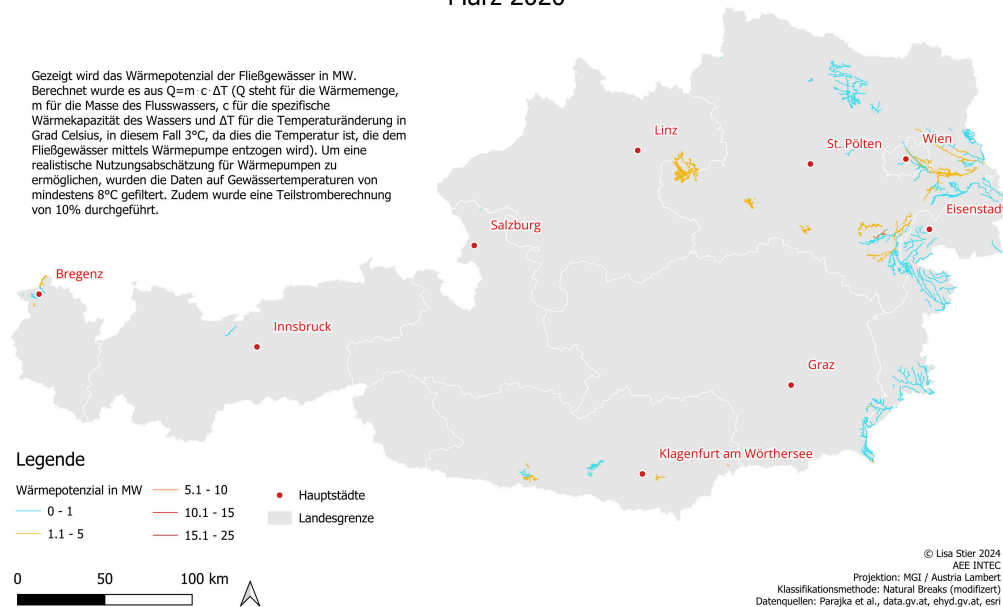 März 2020
Gezeigt wird das Wärmepotenzial der Fließgewässer in MW.
Berechnet wurde es aus Q=m·c·ΔT (Q steht für die Wärmemenge,
m für die Masse des Flusswassers, c für die spezifische
Wärmekapazität des Wassers und ΔT für die Temperaturänderung in
Grad Celsius, in diesem Fall 3°C, da dies die Temperatur ist, die dem
Fließgewässer mittels Wärmepumpe entzogen wird). Um eine
realistische Nutzungsabschätzung für Wärmepumpen zu
ermöglichen, wurden die Daten auf Gewässertemperaturen von
mindestens 8°C gefiltert. Zudem wurde eine Teilstromberechnung
von 10% durchgeführt.
Linz
St. Pölten
Wien
Eisenstadt
Salzburg
Bregenz
Innsbruck
Graz
Klagenfurt am Wörthersee
Legende
Wärmepotenzial in MW
0 - 1
1.1 - 5
5.1 - 10
10.1 - 15
15.1 - 25
Hauptstädte
Landesgrenze
0 50 100 km
© Lisa Stier 2024
AEE INTEC
Projektion: MGI / Austria Lambert
Klassifikationsmethode: Natural Breaks (modifizert)
Datenquellen: Parajka et al., data.gv.at, ehyd.gv.at, esri